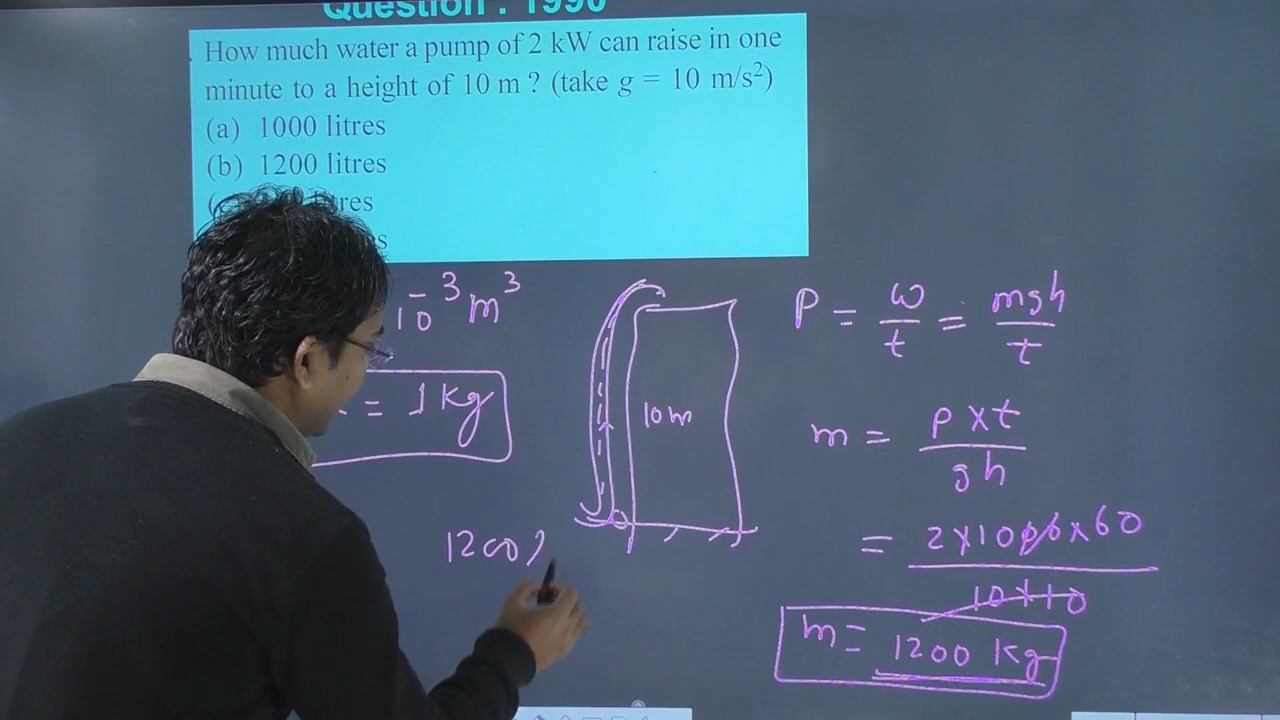 Question : 1990
How much water a pump of 2 kW can raise in one
minute to a height of 10 m ? (take g = 10 m/s²)
(a) 1000 litres
(b) 1200 litres
10⁻³ m³
= 1 kg
1200
10m
P = w/t = mgh/t
m = P×t/gh
= 2×1000×60/10×10
m = 1200 kg